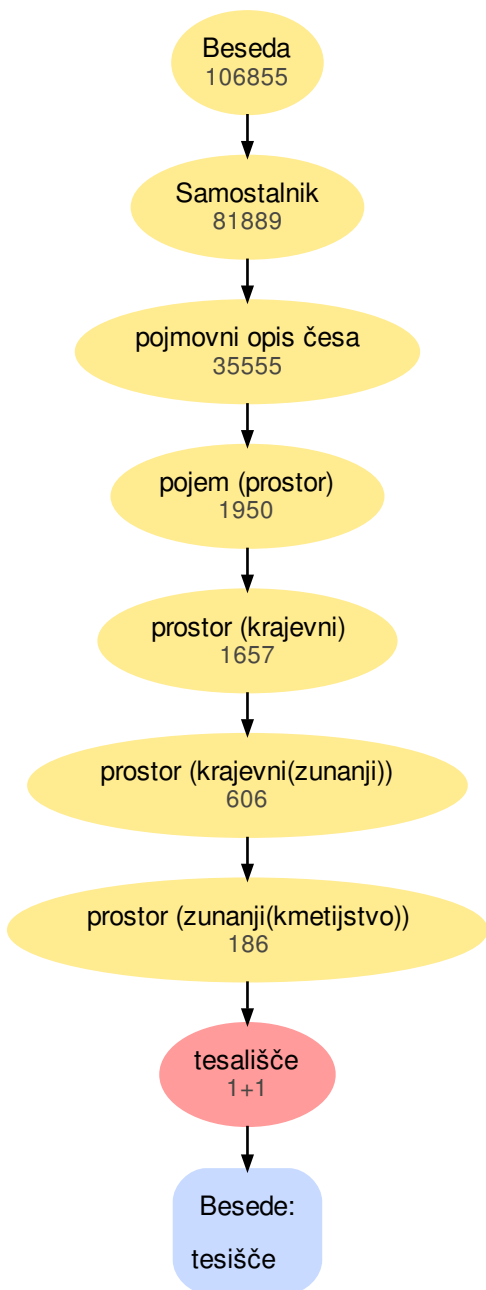 Beseda
106855
Samostalnik
81889
pojmovni opis česa
35555
pojem (prostor)
1950
prostor (krajevni)
1657
prostor (krajevni(zunanji))
606
prostor (zunanji(kmetijstvo))
186
tesališče
1+1
Besede:
tesišče